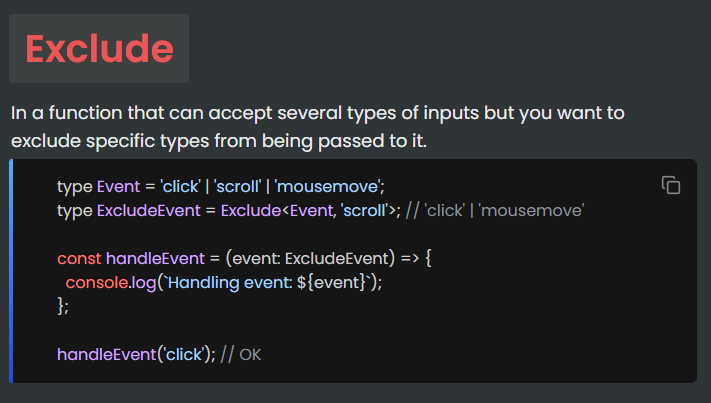 Exclude
In a function that can accept several types of inputs but you want to
exclude specific types from being passed to it.
type Event = 'click' | 'scroll' | 'mousemove';
type ExcludeEvent = Exclude<Event, 'scroll'>; // 'click' | 'mousemove'
const handleEvent = (event: ExcludeEvent) => {
  console.log(`Handling event: ${event}`);
};
handleEvent('click'); // OK